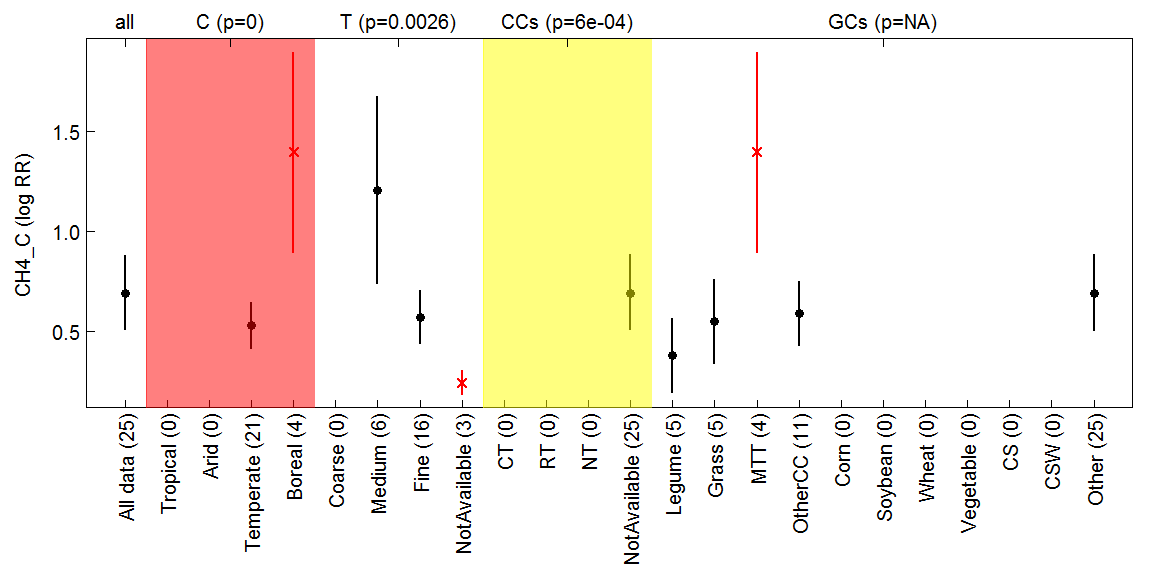 all
C (p=0)
T (p=0.0026)
CCs (p=6e-04)
GCs (p=NA)
CH4_C (log RR)
1.5
1.0
0.5
All data (25)
Tropical (0)
Arid (0)
Temperate (21)
Boreal (4)
Coarse (0)
Medium (6)
Fine (16)
NotAvailable (3)
CT (0)
RT (0)
NT (0)
NotAvailable (25)
Legume (5)
Grass (5)
MTT (4)
OtherCC (11)
Corn (0)
Soybean (0)
Wheat (0)
Vegetable (0)
CS (0)
CSW (0)
Other (25)